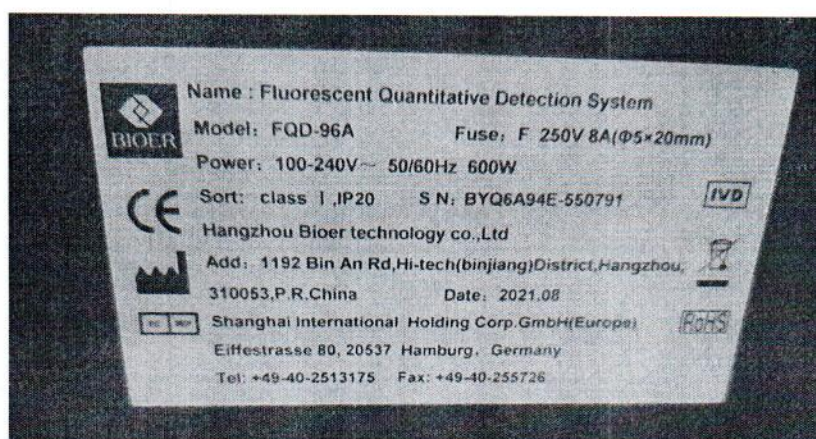 BIOER
Name : Fluorescent Quantitative Detection System
Model: FQD-96A Fuse: F 250V 8A(Φ5×20mm)
Power: 100-240V~ 50/60Hz 600W
Sort: class I ,IP20 S N: BYQ6A94E-550791
IVD
CE
Hangzhou Bioer technology co.,Ltd
Add: 1192 Bin An Rd,Hi-tech(binjiang)District,Hangzhou,
310053,P.R.China Date: 2021.08
EC REP Shanghai International Holding Corp.GmbH(Europe) RoHS
Eiffestrasse 80, 20537 Hamburg, Germany
Tel: +49-40-2513175 Fax: +49-40-255726